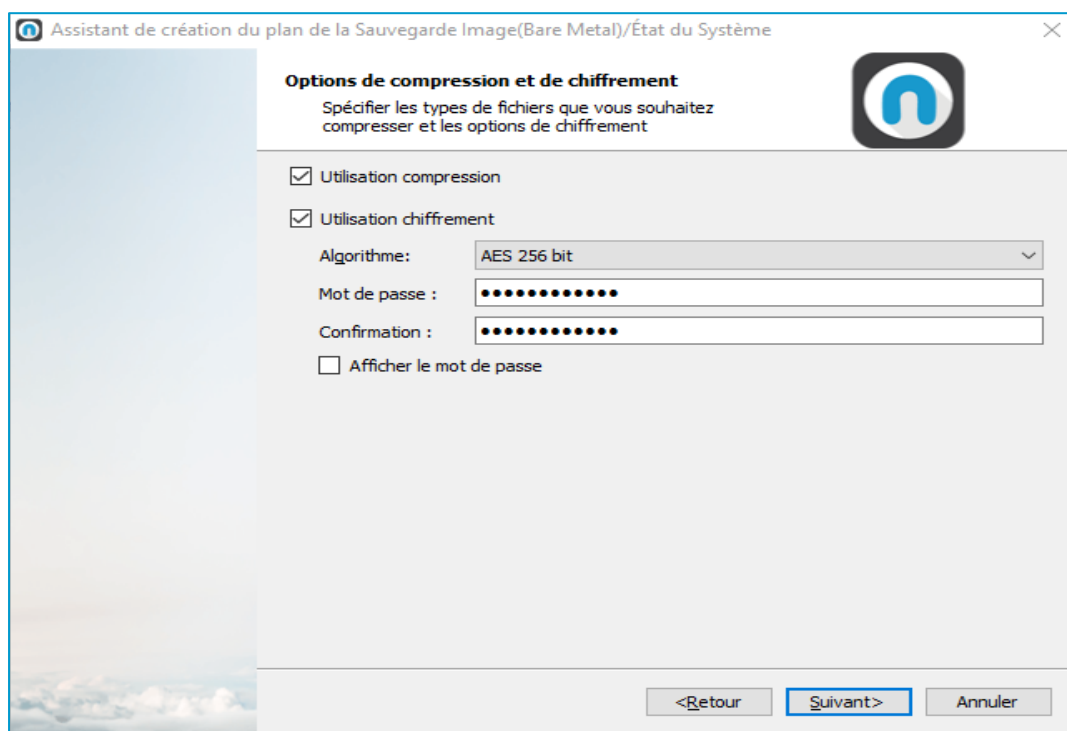 Assistant de création du plan de la Sauvegarde Image(Bare Metal)/État du Système
Options de compression et de chiffrement
Spécifier les types de fichiers que vous souhaitez
compresser et les options de chiffrement
Utilisation compression
Utilisation chiffrement
Algorithme: AES 256 bit
Mot de passe : ●●●●●●●●●●●●
Confirmation : ●●●●●●●●●●●●
Afficher le mot de passe
<Retour Suivant> Annuler